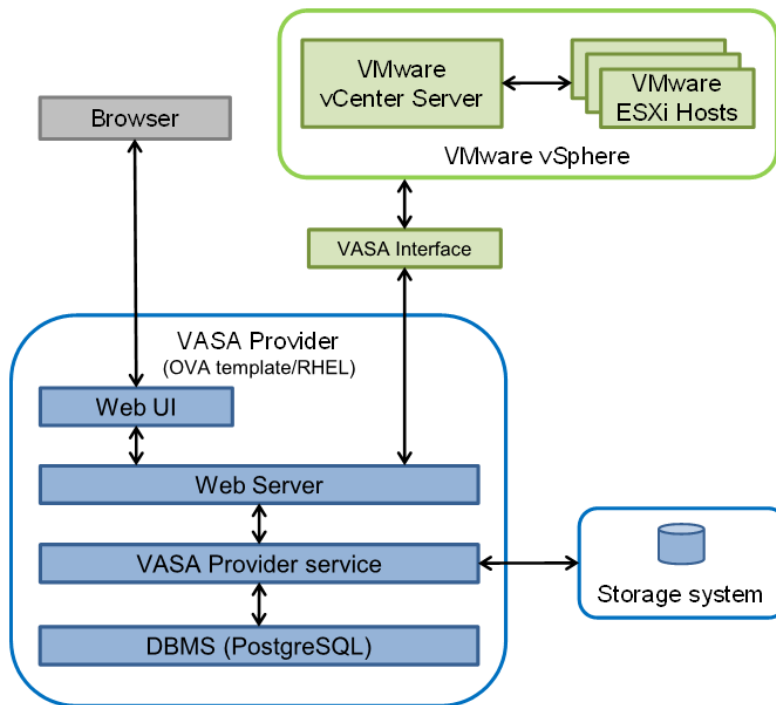 VMware
vCenter Server
VMware
ESXi Hosts
VMware vSphere
Browser
VASA Interface
VASA Provider
(OVA template/RHEL)
Web UI
Web Server
VASA Provider service
DBMS (PostgreSQL)
Storage system